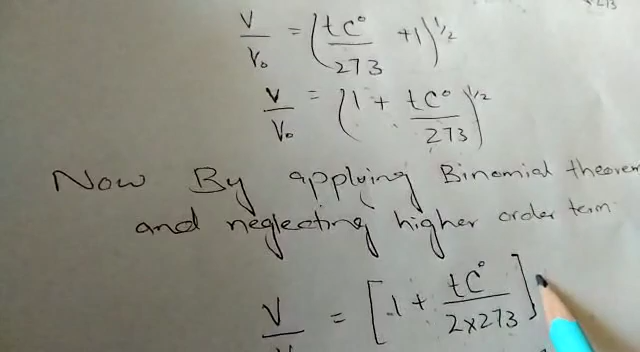 V/V₀ = (tC°/273 + 1)^1/2
V/V₀ = (1 + tC°/273)^1/2
Now By applying Binomial theorem
and neglecting higher order term.
V = [1 + tC°/2×273]